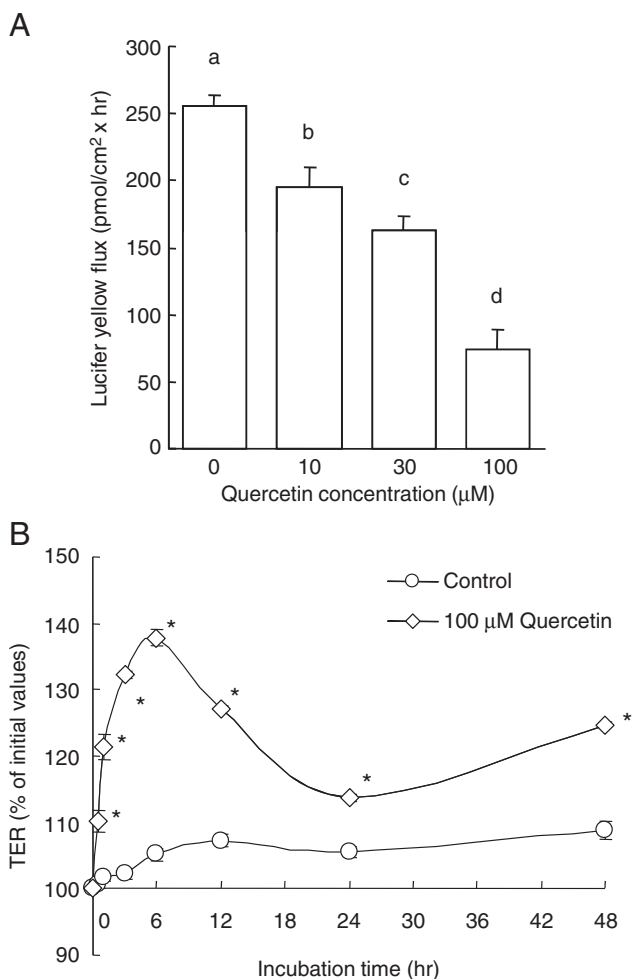 A
Lucifer yellow flux (pmol/cm² x hr)
300
250
200
150
100
50
0
a
b
c
d
0 10 30 100
Quercetin concentration (μM)
B
TER (% of initial values)
150
140
130
120
110
100
90
Control
100 μM Quercetin
*
*
*
*
*
*
*
0 6 12 18 24 30 36 42 48
Incubation time (hr)